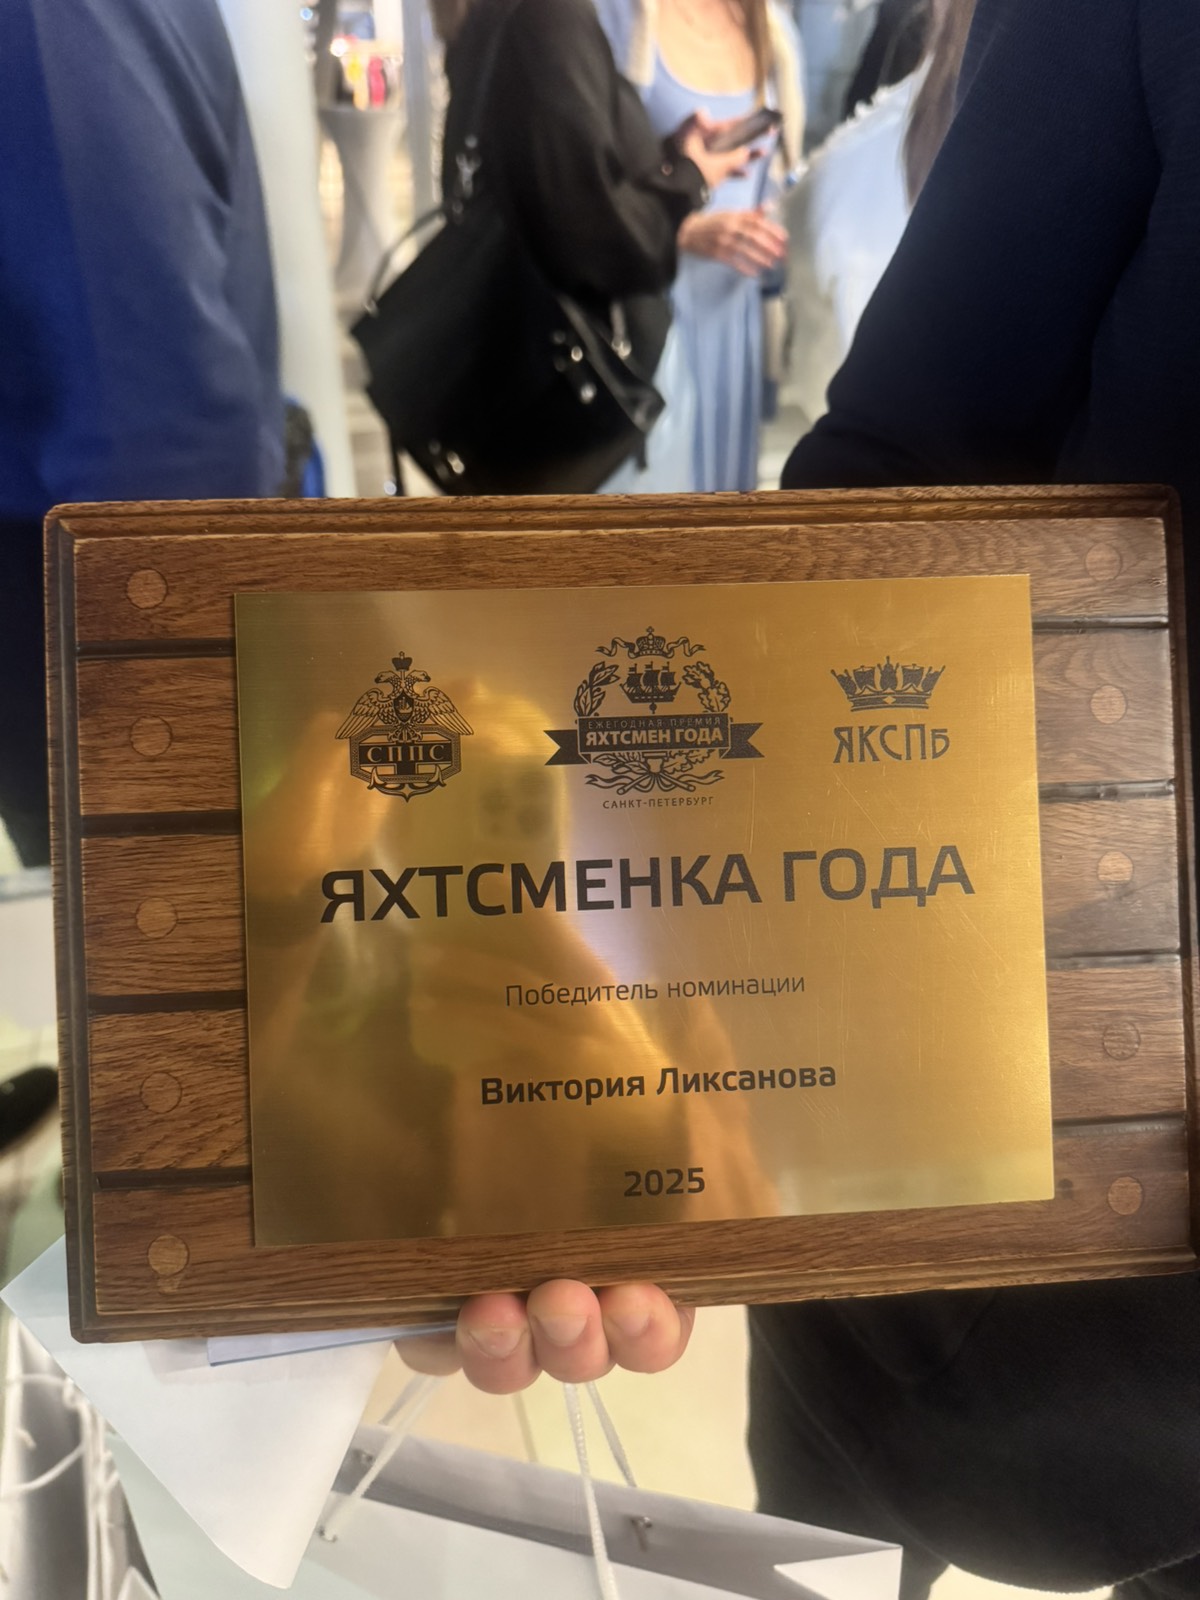 СППС
ЕЖЕГОДНАЯ ПРЕМИЯ
ЯХТСМЕН ГОДА
САНКТ-ПЕТЕРБУРГ
ЯКСПб
ЯХТСМЕНКА ГОДА
Победитель номинации
Виктория Ликсанова
2025